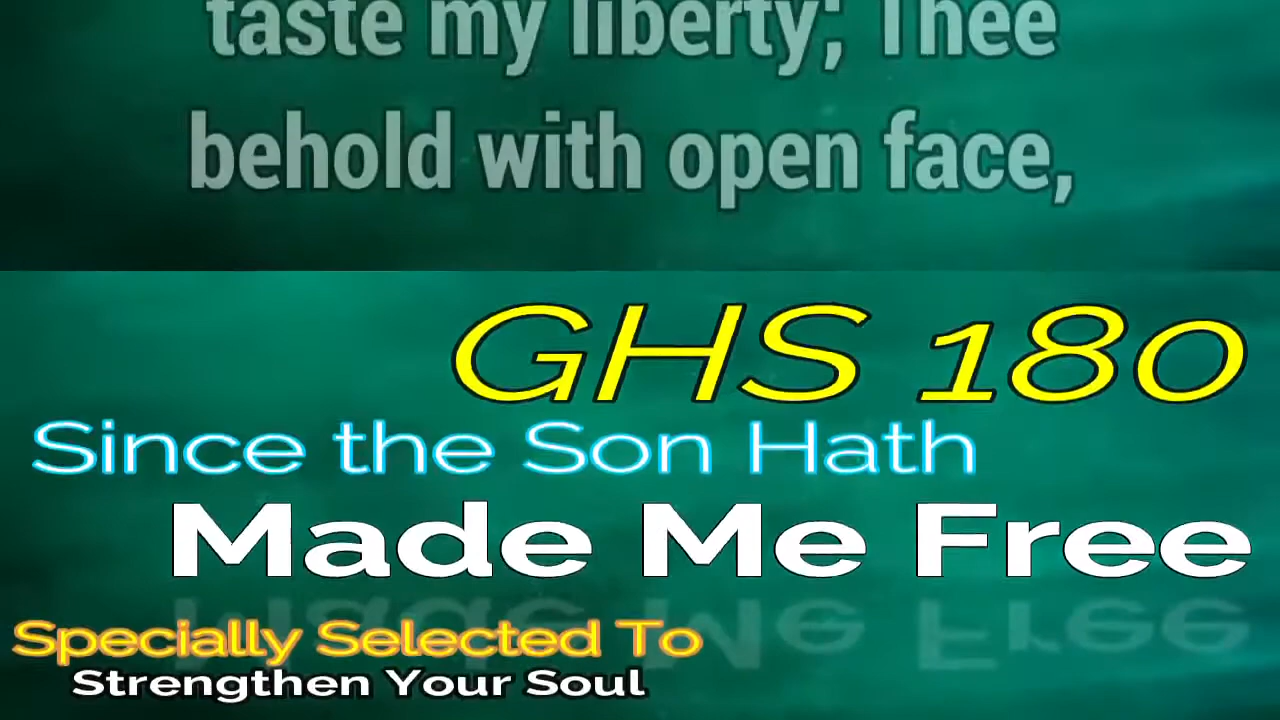 taste my liberty; Thee
behold with open face,
GHS 180
Since the Son Hath
Made Me Free
Specially Selected To
Strengthen Your Soul